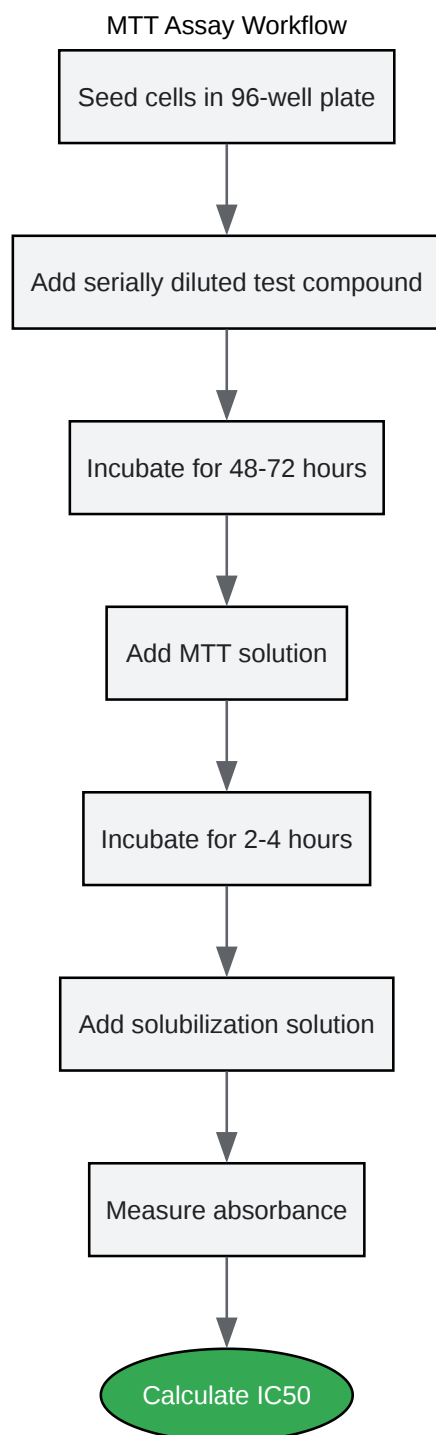 MTT Assay Workflow
Seed cells in 96-well plate
Add serially diluted test compound
Incubate for 48-72 hours
Add MTT solution
Incubate for 2-4 hours
Add solubilization solution
Measure absorbance
Calculate IC50